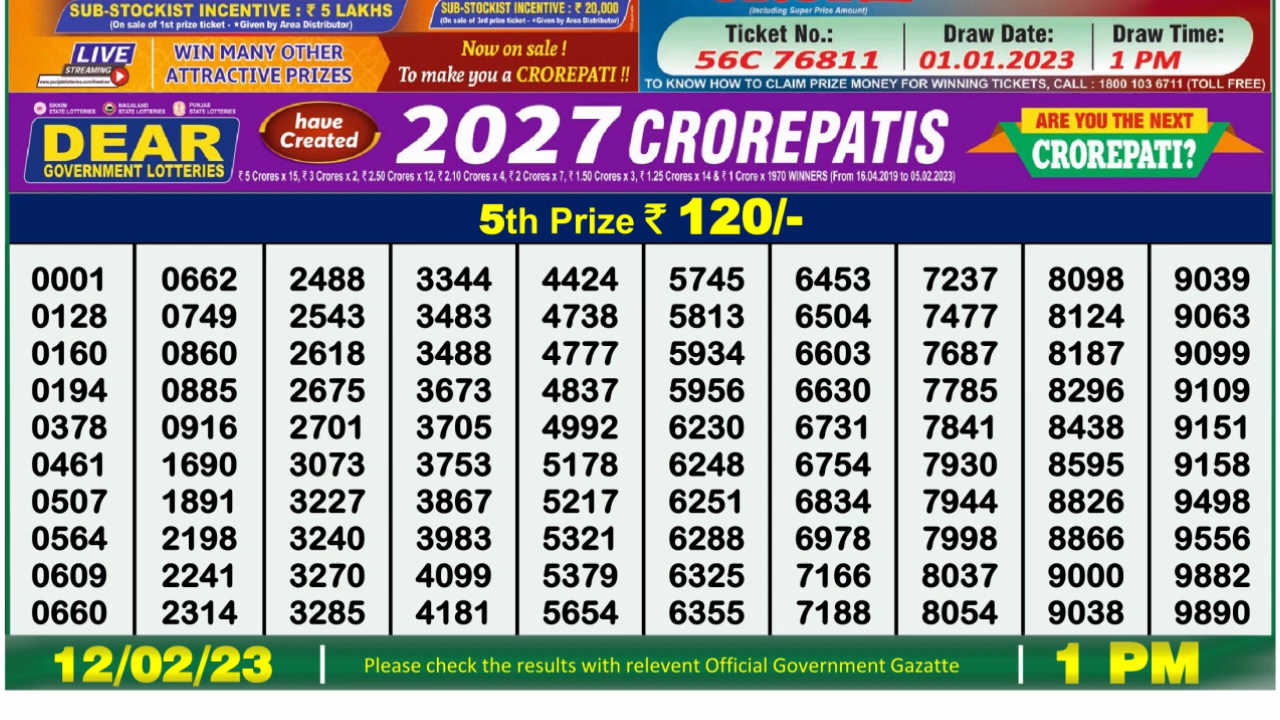 SUB-STOCKIST INCENTIVE : ₹ 5 LAKHS
(On sale of 1st prize ticket - *Given by Area Distributor)
SUB-STOCKIST INCENTIVE : ₹ 20,000
(On sale of 3rd prize ticket - *Given by Area Distributor)
(Including Super Prize Amount)
LIVE
STREAMING
WIN MANY OTHER
ATTRACTIVE PRIZES
Now on sale !
To make you a CROREPATI !!
Ticket No.: Draw Date: Draw Time:
56C 76811 01.01.2023 1 PM
TO KNOW HOW TO CLAIM PRIZE MONEY FOR WINNING TICKETS, CALL : 1800 103 6711 (TOLL FREE)
SIKKIM
STATE LOTTERIES
NAGALAND
STATE LOTTERIES
PUNJAB
STATE LOTTERIES
DEAR
GOVERNMENT LOTTERIES
have
Created
2027 CROREPATIS
₹ 5 Crores x 15, ₹ 3 Crores x 2, ₹ 2.50 Crores x 12, ₹ 2.10 Crores x 4, ₹ 2 Crores x 7, ₹ 1.50 Crores x 3, ₹ 1.25 Crores x 14 & ₹ 1 Crore x 1970 WINNERS (From 16.04.2019 to 05.02.2023)
ARE YOU THE NEXT
CROREPATI?
5th Prize ₹ 120/-
0001 0662 2488 3344 4424 5745 6453 7237 8098 9039
0128 0749 2543 3483 4738 5813 6504 7477 8124 9063
0160 0860 2618 3488 4777 5934 6603 7687 8187 9099
0194 0885 2675 3673 4837 5956 6630 7785 8296 9109
0378 0916 2701 3705 4992 6230 6731 7841 8438 9151
0461 1690 3073 3753 5178 6248 6754 7930 8595 9158
0507 1891 3227 3867 5217 6251 6834 7944 8826 9498
0564 2198 3240 3983 5321 6288 6978 7998 8866 9556
0609 2241 3270 4099 5379 6325 7166 8037 9000 9882
0660 2314 3285 4181 5654 6355 7188 8054 9038 9890
12/02/23 | Please check the results with relevent Official Government Gazatte | 1 PM